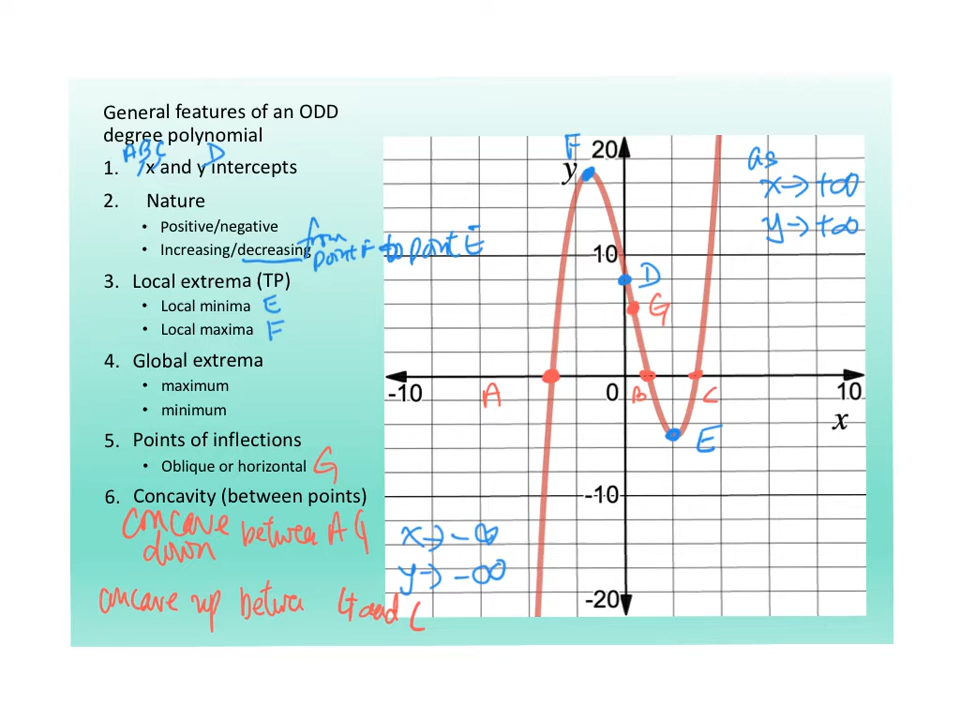 General features of an ODD
degree polynomial
ABC D
1. x and y intercepts
2. Nature
• Positive/negative
• Increasing/decreasing from point F to point E
3. Local extrema (TP)
• Local minima E
• Local maxima F
4. Global extrema
• maximum
• minimum
5. Points of inflections
• Oblique or horizontal G
6. Concavity (between points)
concave down between A G
concave up between G and C
F
20
y
as
x→+∞
y→+∞
10
D
G
-10
A
0
B
C
10
x
E
-10
x→-∞
y→-∞
-20